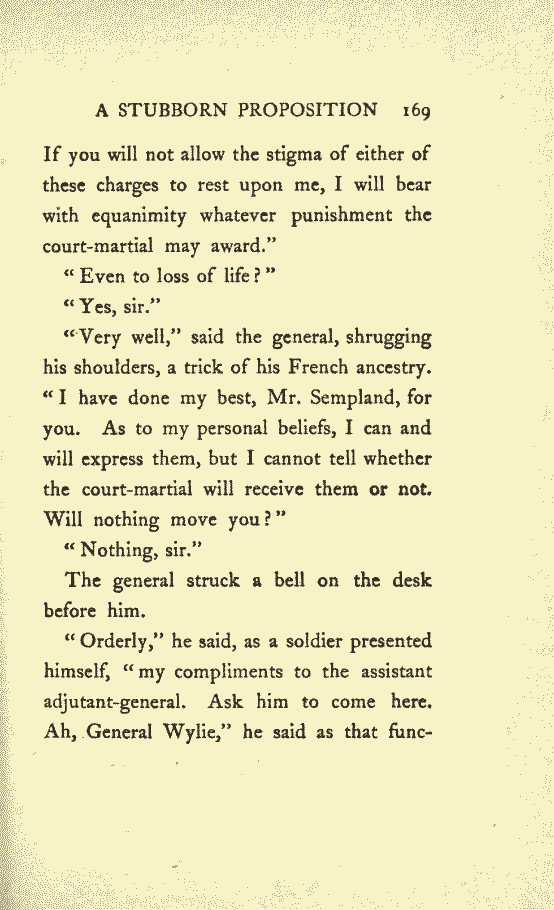 A STUBBORN PROPOSITION 169
If you will not allow the stigma of either of
these charges to rest upon me, I will bear
with equanimity whatever punishment the
court-martial may award.”
“Even to loss of life?”
“Yes, sir.”
“Very well,” said the general, shrugging
his shoulders, a trick of his French ancestry.
“I have done my best, Mr. Sempland, for
you. As to my personal beliefs, I can and
will express them, but I cannot tell whether
the court-martial will receive them or not.
Will nothing move you?”
“Nothing, sir.”
The general struck a bell on the desk
before him.
“Orderly,” he said, as a soldier presented
himself, “my compliments to the assistant
adjutant-general. Ask him to come here.
Ah, General Wylie,” he said as that func-